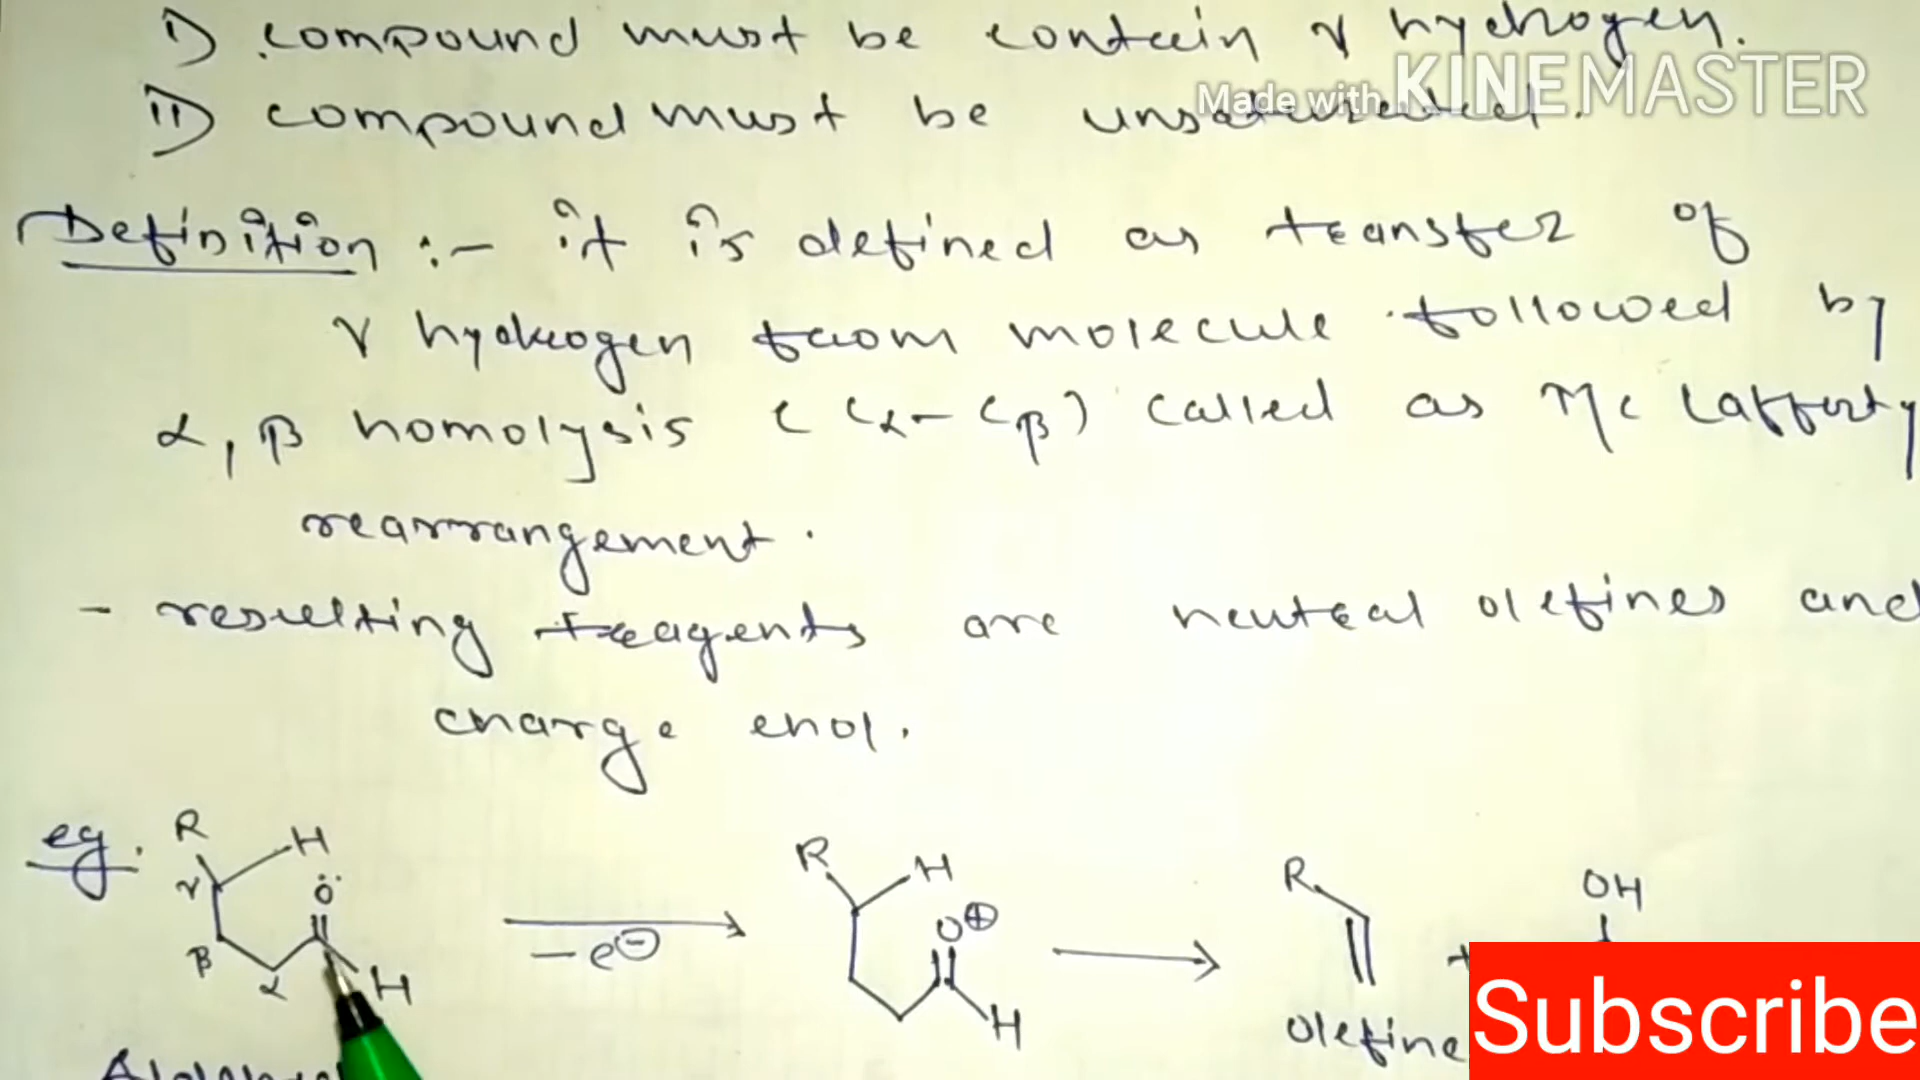 i) compound must be contain γ hydrogen.
Made with KINEMASTER
ii) compound must be unsaturated.
Definition :- it is defined as transfer of
γ hydrogen from molecule followed by
α, β homolysis (Cα-Cβ) called as Mc Lafferty
rearrangement.
- resulting freagents are neutral olefines and
charge enol.
eg. R H R H R OH
γ Ö O⊕
β - e⊖ +
α H H
Olefine
Subscribe